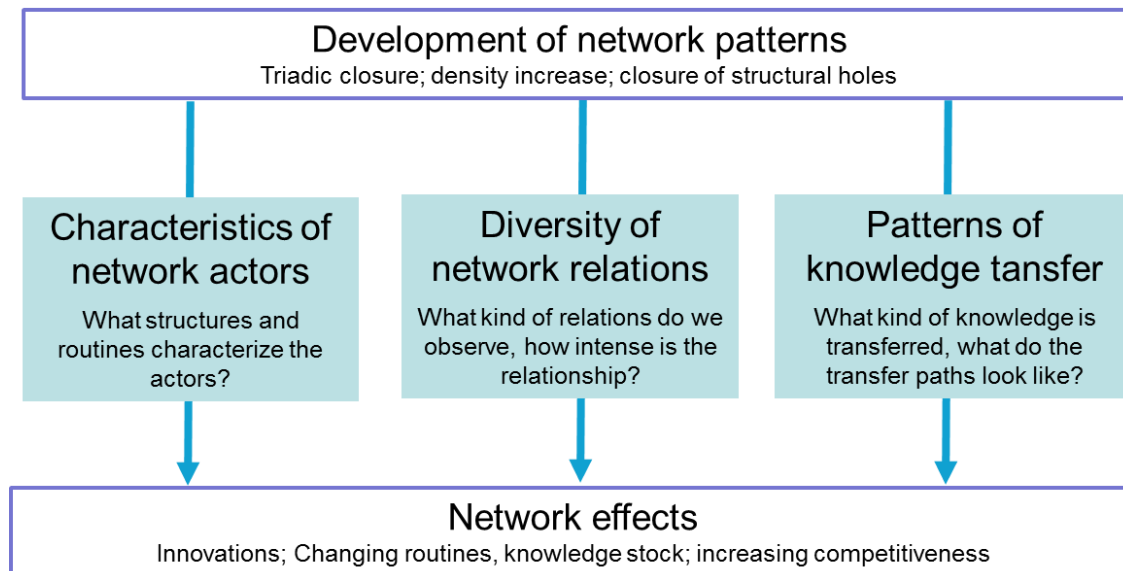 Development of network patterns
Triadic closure; density increase; closure of structural holes
Characteristics of
network actors
What structures and
routines characterize the
actors?
Diversity of
network relations
What kind of relations do we
observe, how intense is the
relationship?
Patterns of
knowledge tansfer
What kind of knowledge is
transferred, what do the
transfer paths look like?
Network effects
Innovations; Changing routines, knowledge stock; increasing competitiveness